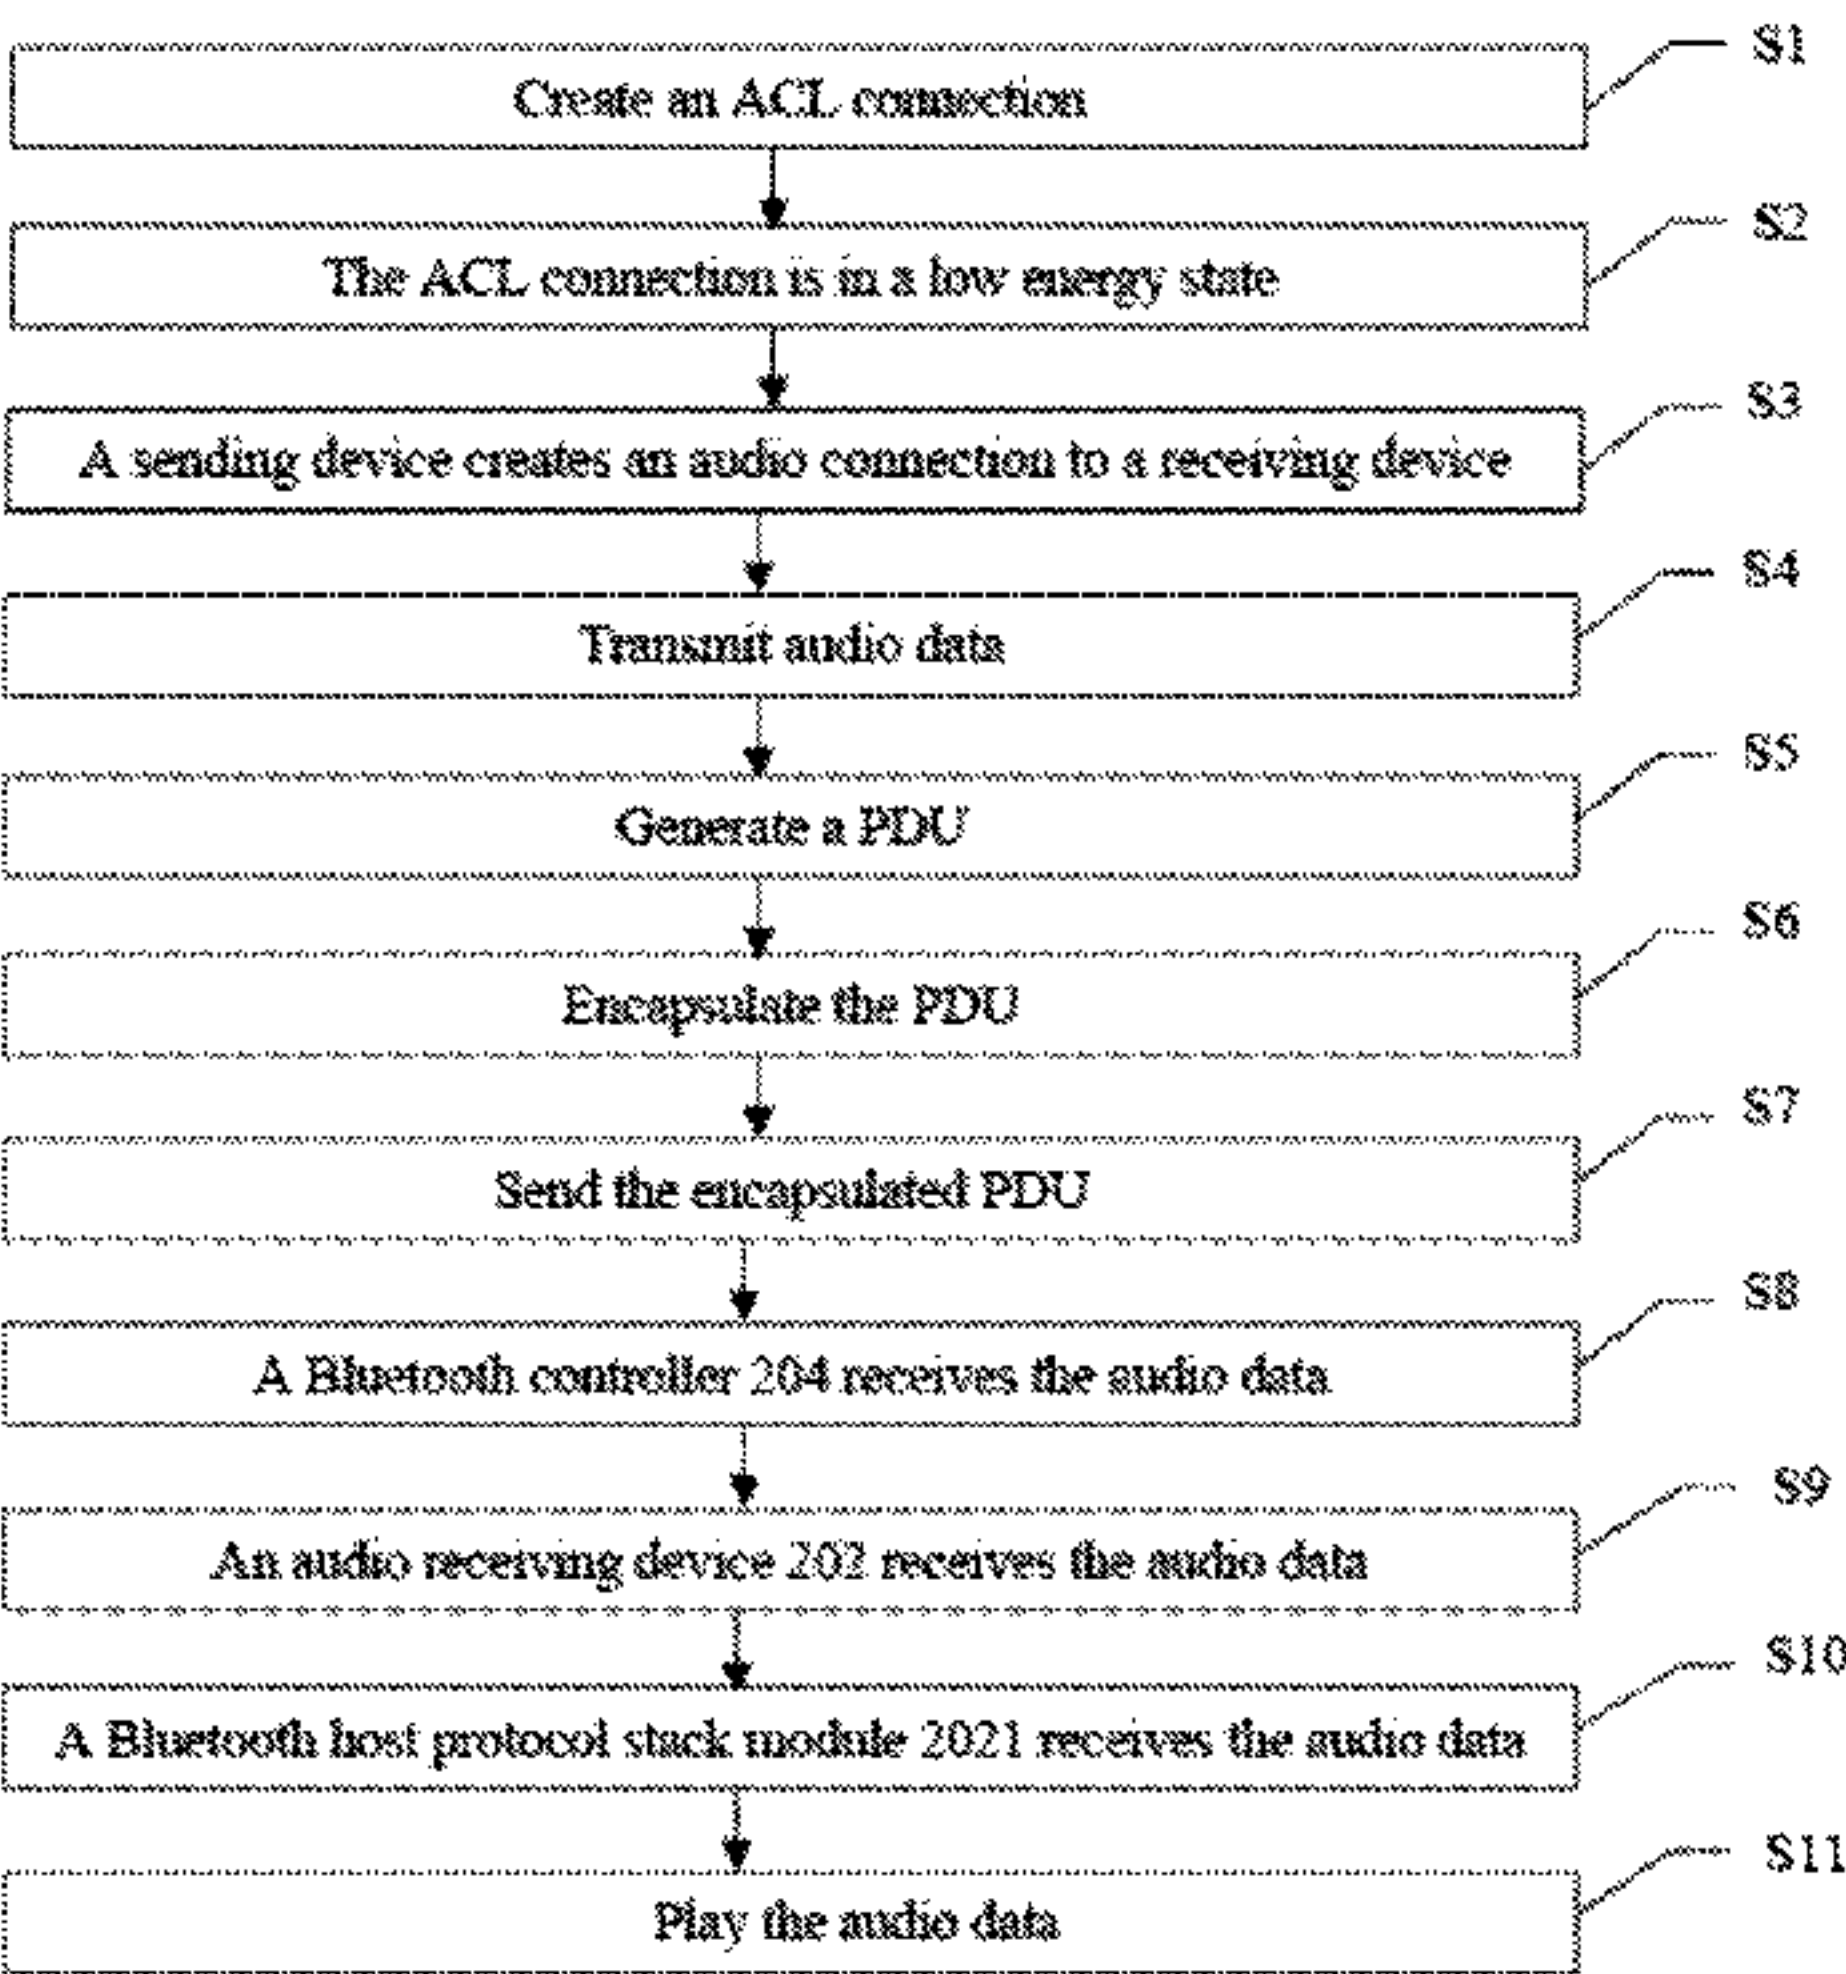 S1
Create an ACL connection
S2
The ACL connection is in a low energy state
S3
A sending device creates an audio connection to a receiving device
S4
Transmit audio data
S5
Generate a PDU
S6
Encapsulate the PDU
S7
Send the encapsulated PDU
S8
A Bluetooth controller 204 receives the audio data
S9
An audio receiving device 202 receives the audio data
S10
A Bluetooth host protocol stack module 2021 receives the audio data
S11
Play the audio data